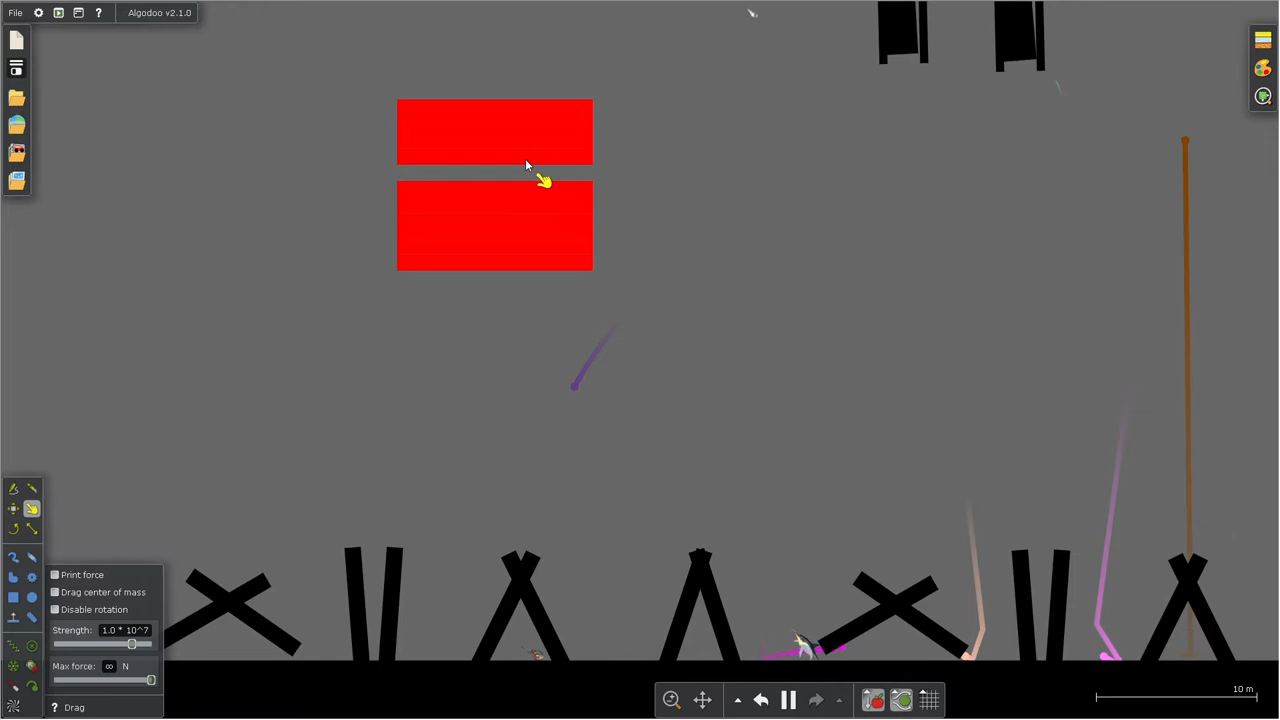 File ? Algodoo v2.1.0
Print force
Drag center of mass
Disable rotation
Strength: 1.0 * 10^7
Max force: ∞ N
? Drag
10 m